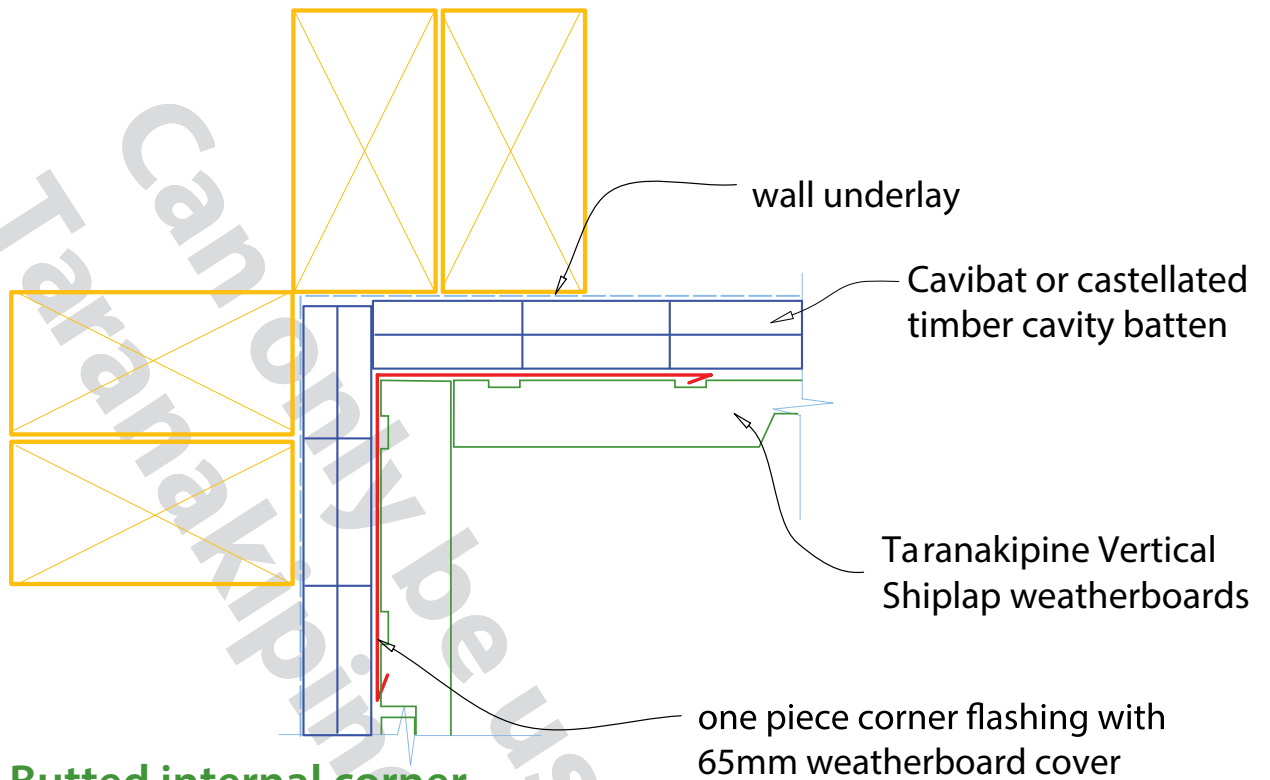 wall underlay
Cavibat or castellated
timber cavity batten
Taranakipine Vertical
Shiplap weatherboards
one piece corner flashing with
65mm weatherboard cover
Butted internal corner
Can only be us
Taranakipine